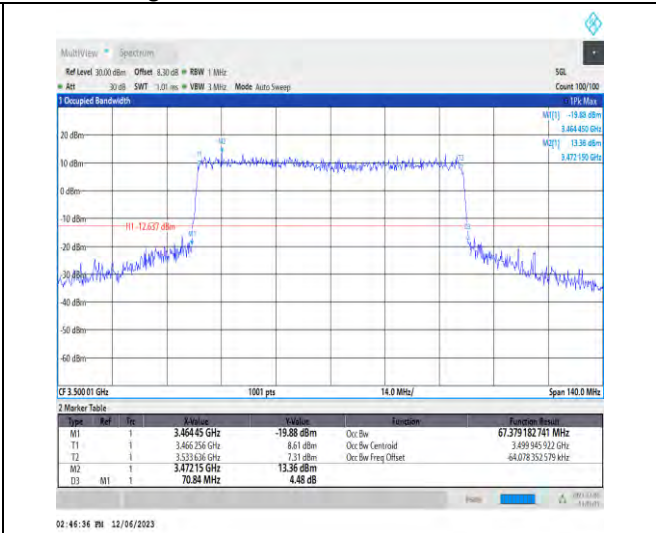 MultiView Spectrum
Ref Level 30.00 dBm Offset 8.30 dB RBW 1 MHz SGL
Att 30 dB SWT 1.01 ms VBW 3 MHz Mode Auto Sweep Count 100/100
1 Occupied Bandwidth 1Pk Max
M1[1] -19.88 dBm
3.464 450 GHz
M2[1] 13.36 dBm
3.472 150 GHz
20 dBm
M2
T1 T2
10 dBm
0 dBm
-10 dBm
H1 -12.637 dBm
M1 D3
-20 dBm
-30 dBm
-40 dBm
-50 dBm
-60 dBm
CF 3.500 01 GHz 1001 pts 14.0 MHz/ Span 140.0 MHz
2 Marker Table
Type Ref Trc X-Value Y-Value Function Function Result
M1 1 3.464 45 GHz -19.88 dBm Occ Bw 67.379 182 741 MHz
T1 1 3.466 256 GHz 8.61 dBm Occ Bw Centroid 3.499 945 922 GHz
T2 1 3.533 636 GHz 7.31 dBm Occ Bw Freq Offset -64.078 352 579 kHz
M2 1 3.472 15 GHz 13.36 dBm
D3 M1 1 70.84 MHz 4.48 dB
02:46:36 PM 12/06/2023